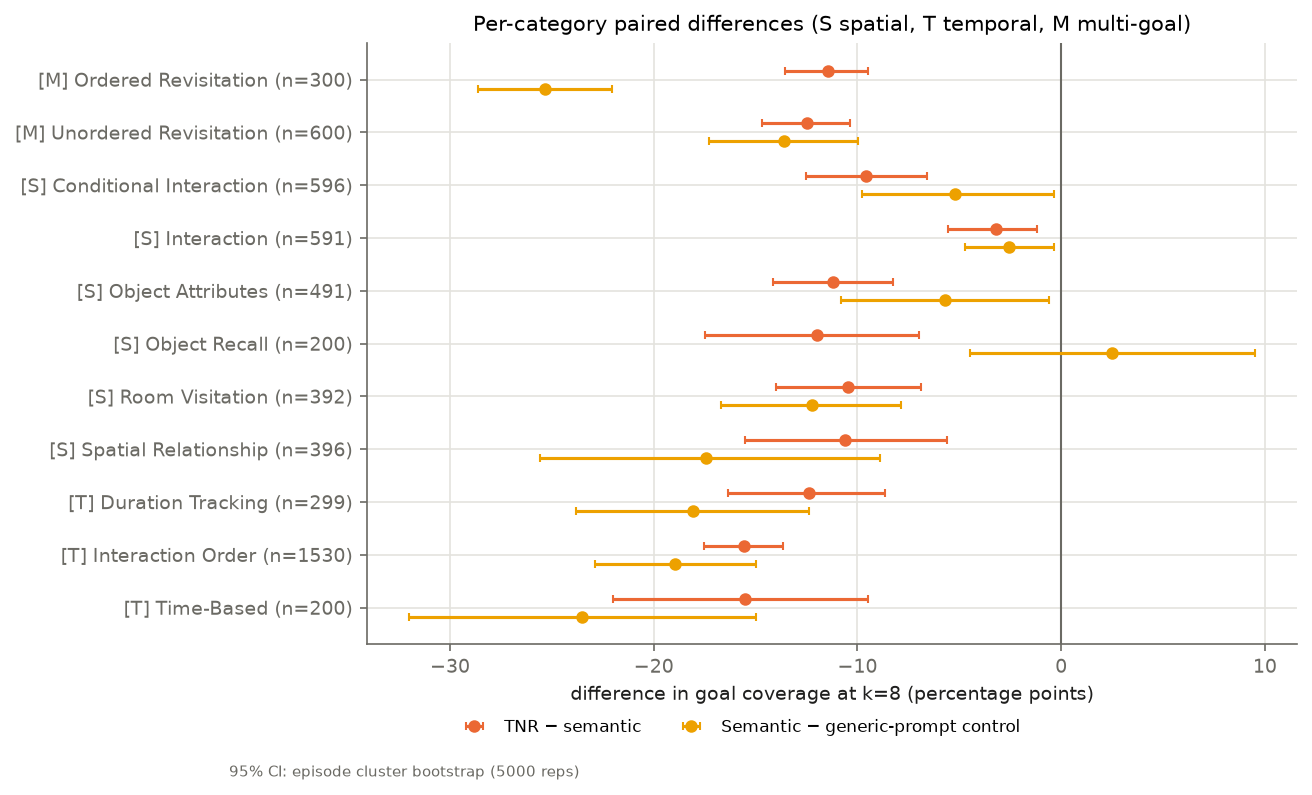 Per-category paired differences (S spatial, T temporal, M multi-goal)
[M] Ordered Revisitation (n=300)
[M] Unordered Revisitation (n=600)
[S] Conditional Interaction (n=596)
[S] Interaction (n=591)
[S] Object Attributes (n=491)
[S] Object Recall (n=200)
[S] Room Visitation (n=392)
[S] Spatial Relationship (n=396)
[T] Duration Tracking (n=299)
[T] Interaction Order (n=1530)
[T] Time-Based (n=200)
−30 −20 −10 0 10
difference in goal coverage at k=8 (percentage points)
TNR − semantic Semantic − generic-prompt control
95% CI: episode cluster bootstrap (5000 reps)